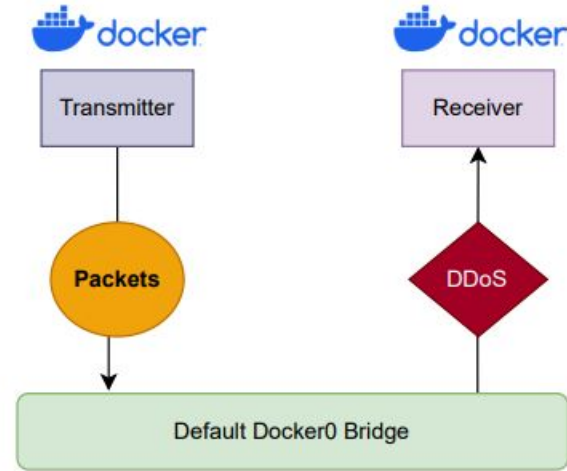 docker
docker
Transmitter
Receiver
Packets
DDoS
Default Docker0 Bridge